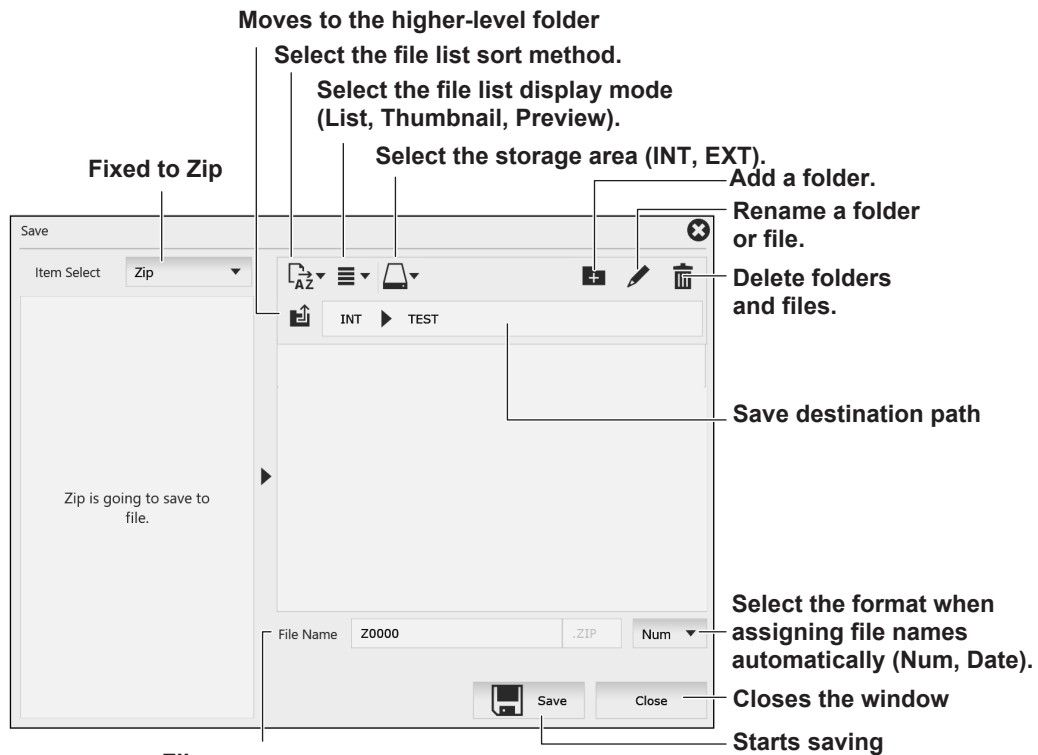 Moves to the higher-level folder
Select the file list sort method.
Select the file list display mode
(List, Thumbnail, Preview).
Select the storage area (INT, EXT).
Fixed to Zip
Add a folder.
Rename a folder
or file.
Delete folders
and files.
Save
Item Select
Zip
AZ
INT
TEST
Save destination path
Zip is going to save to
file.
Select the format when
assigning file names
automatically (Num, Date).
File Name
Z0000
.ZIP
Num
Save
Close
Closes the window
Starts saving